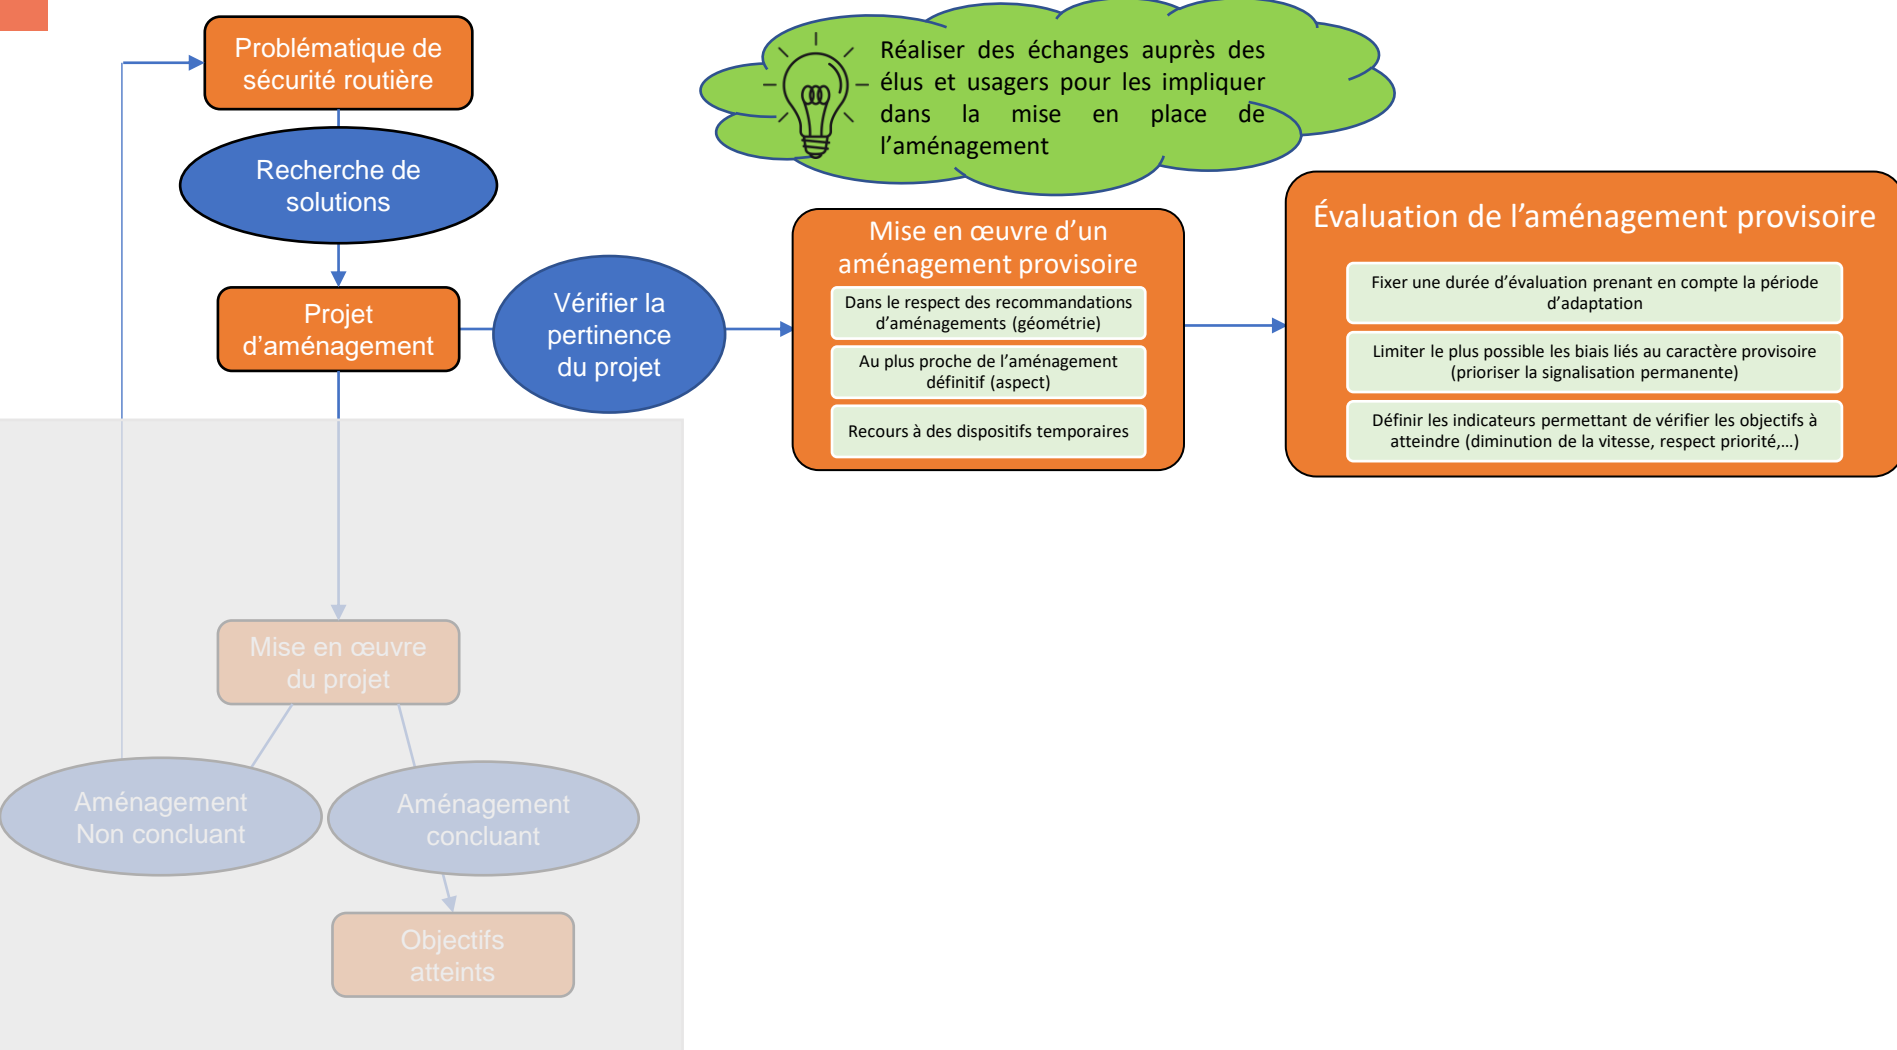 Problématique de
sécurité routière
Recherche de
solutions
Projet
d’aménagement
Vérifier la
pertinence
du projet
Réaliser des échanges auprès des
élus et usagers pour les impliquer
dans la mise en place de
l’aménagement
Mise en œuvre d’un
aménagement provisoire
Dans le respect des recommandations
d’aménagements (géométrie)
Au plus proche de l’aménagement
définitif (aspect)
Recours à des dispositifs temporaires
Évaluation de l’aménagement provisoire
Fixer une durée d’évaluation prenant en compte la période
d’adaptation
Limiter le plus possible les biais liés au caractère provisoire
(prioriser la signalisation permanente)
Définir les indicateurs permettant de vérifier les objectifs à
atteindre (diminution de la vitesse, respect priorité,…)
Mise en œuvre
du projet
Aménagement
Non concluant
Aménagement
concluant
Objectifs
atteints